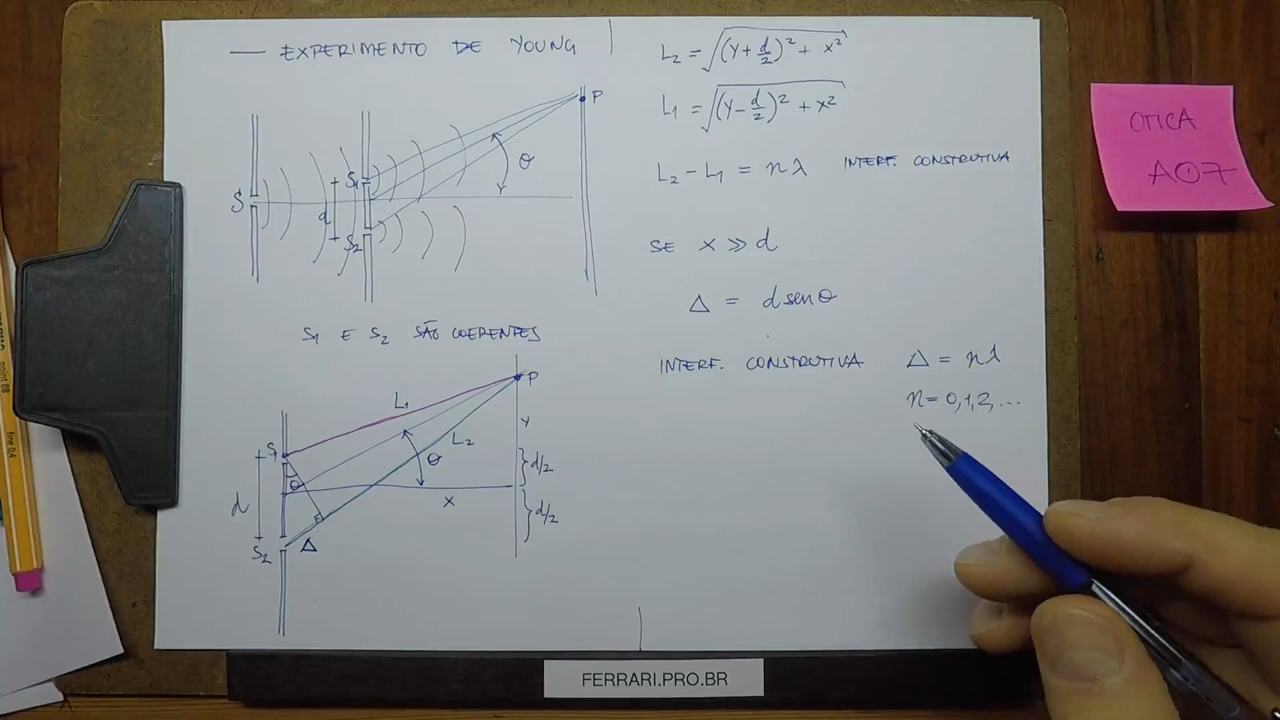 — EXPERIMENTO DE YOUNG
P
θ
S
S1
d
S2
S1 E S2 SÃO COERENTES
P
L1
Y
L2
S1
θ
d/2
θ
d
X
d/2
S2
Δ
L2 = √((Y+d/2)² + x²)
L1 = √((Y-d/2)² + x²)
L2 - L1 = nλ INTERF. CONSTRUTIVA
SE X >> d
Δ = d senθ
INTERF. CONSTRUTIVA Δ = nλ
n = 0,1,2,...
OTICA
A07
FERRARI.PRO.BR